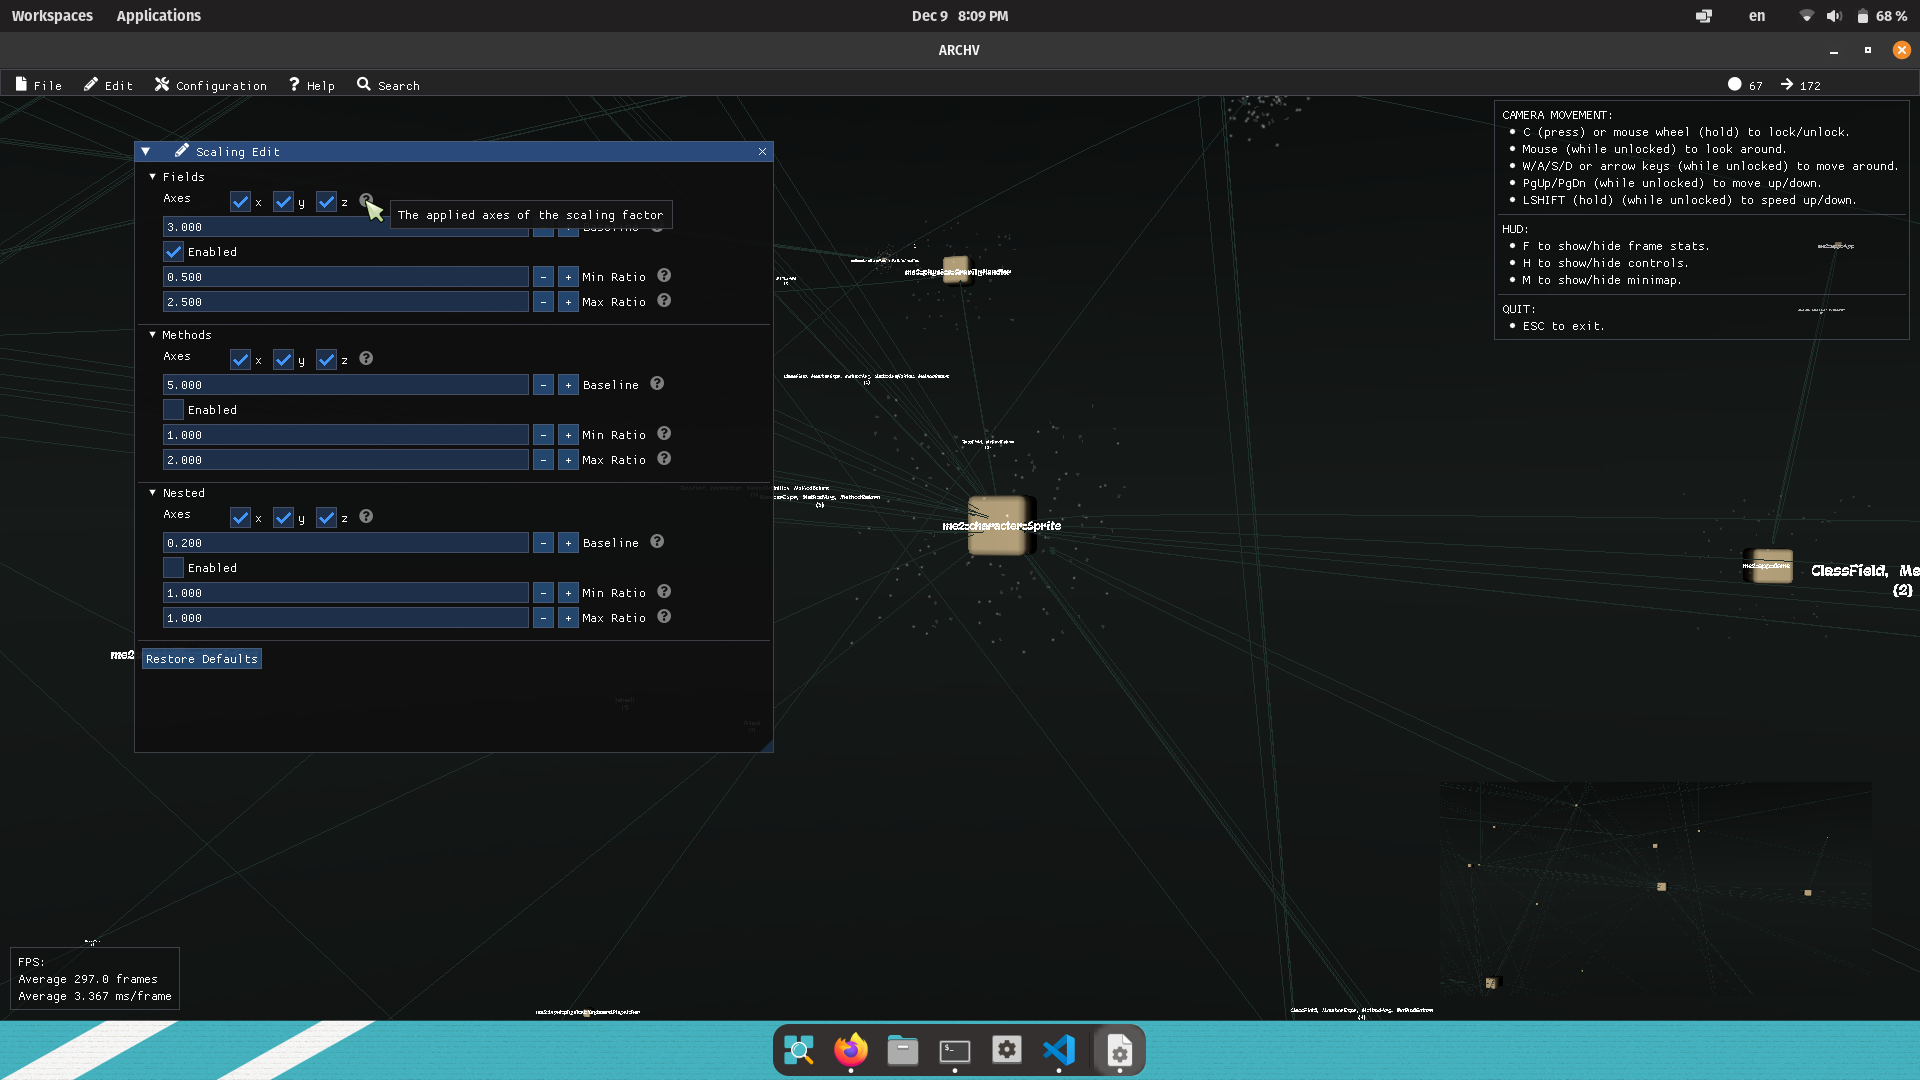 Workspaces Applications Dec 9 8:09 PM en 68 %
ARCHV
File Edit Configuration Help Search 67 172
Scaling Edit
Fields
Axes x y z
The applied axes of the scaling factor
3.000 - + Baseline
Enabled
0.500 - + Min Ratio
2.500 - + Max Ratio
Methods
Axes x y z
5.000 - + Baseline
Enabled
1.000 - + Min Ratio
2.000 - + Max Ratio
Nested
Axes x y z
0.200 - + Baseline
Enabled
1.000 - + Min Ratio
1.000 - + Max Ratio
Restore Defaults
CAMERA MOVEMENT:
C (press) or mouse wheel (hold) to lock/unlock.
Mouse (while unlocked) to look around.
W/A/S/D or arrow keys (while unlocked) to move around.
PgUp/PgDn (while unlocked) to move up/down.
LSHIFT (hold) (while unlocked) to speed up/down.
HUD:
F to show/hide frame stats.
H to show/hide controls.
M to show/hide minimap.
QUIT:
ESC to exit.
me2::physics::GravityHandler
me2::character::Sprite
me2::app::Game
ClassField, Me
(2)
me2
FPS:
Average 297.0 frames
Average 3.367 ms/frame